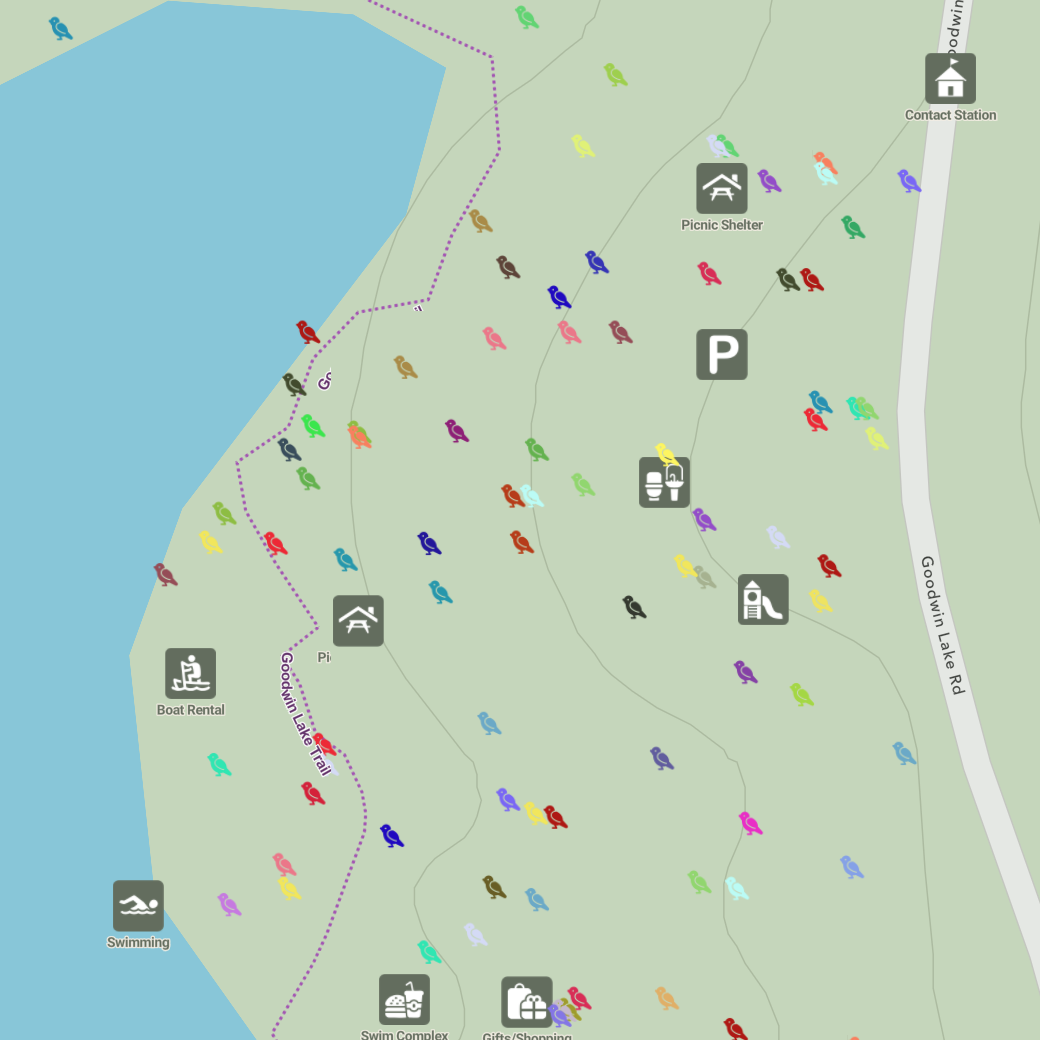 Contact Station
Picnic Shelter
P
Goodwin Lake Rd
Goodwin Lake Trail
Boat Rental
Swimming
Swim Complex
Gifts/Shopping